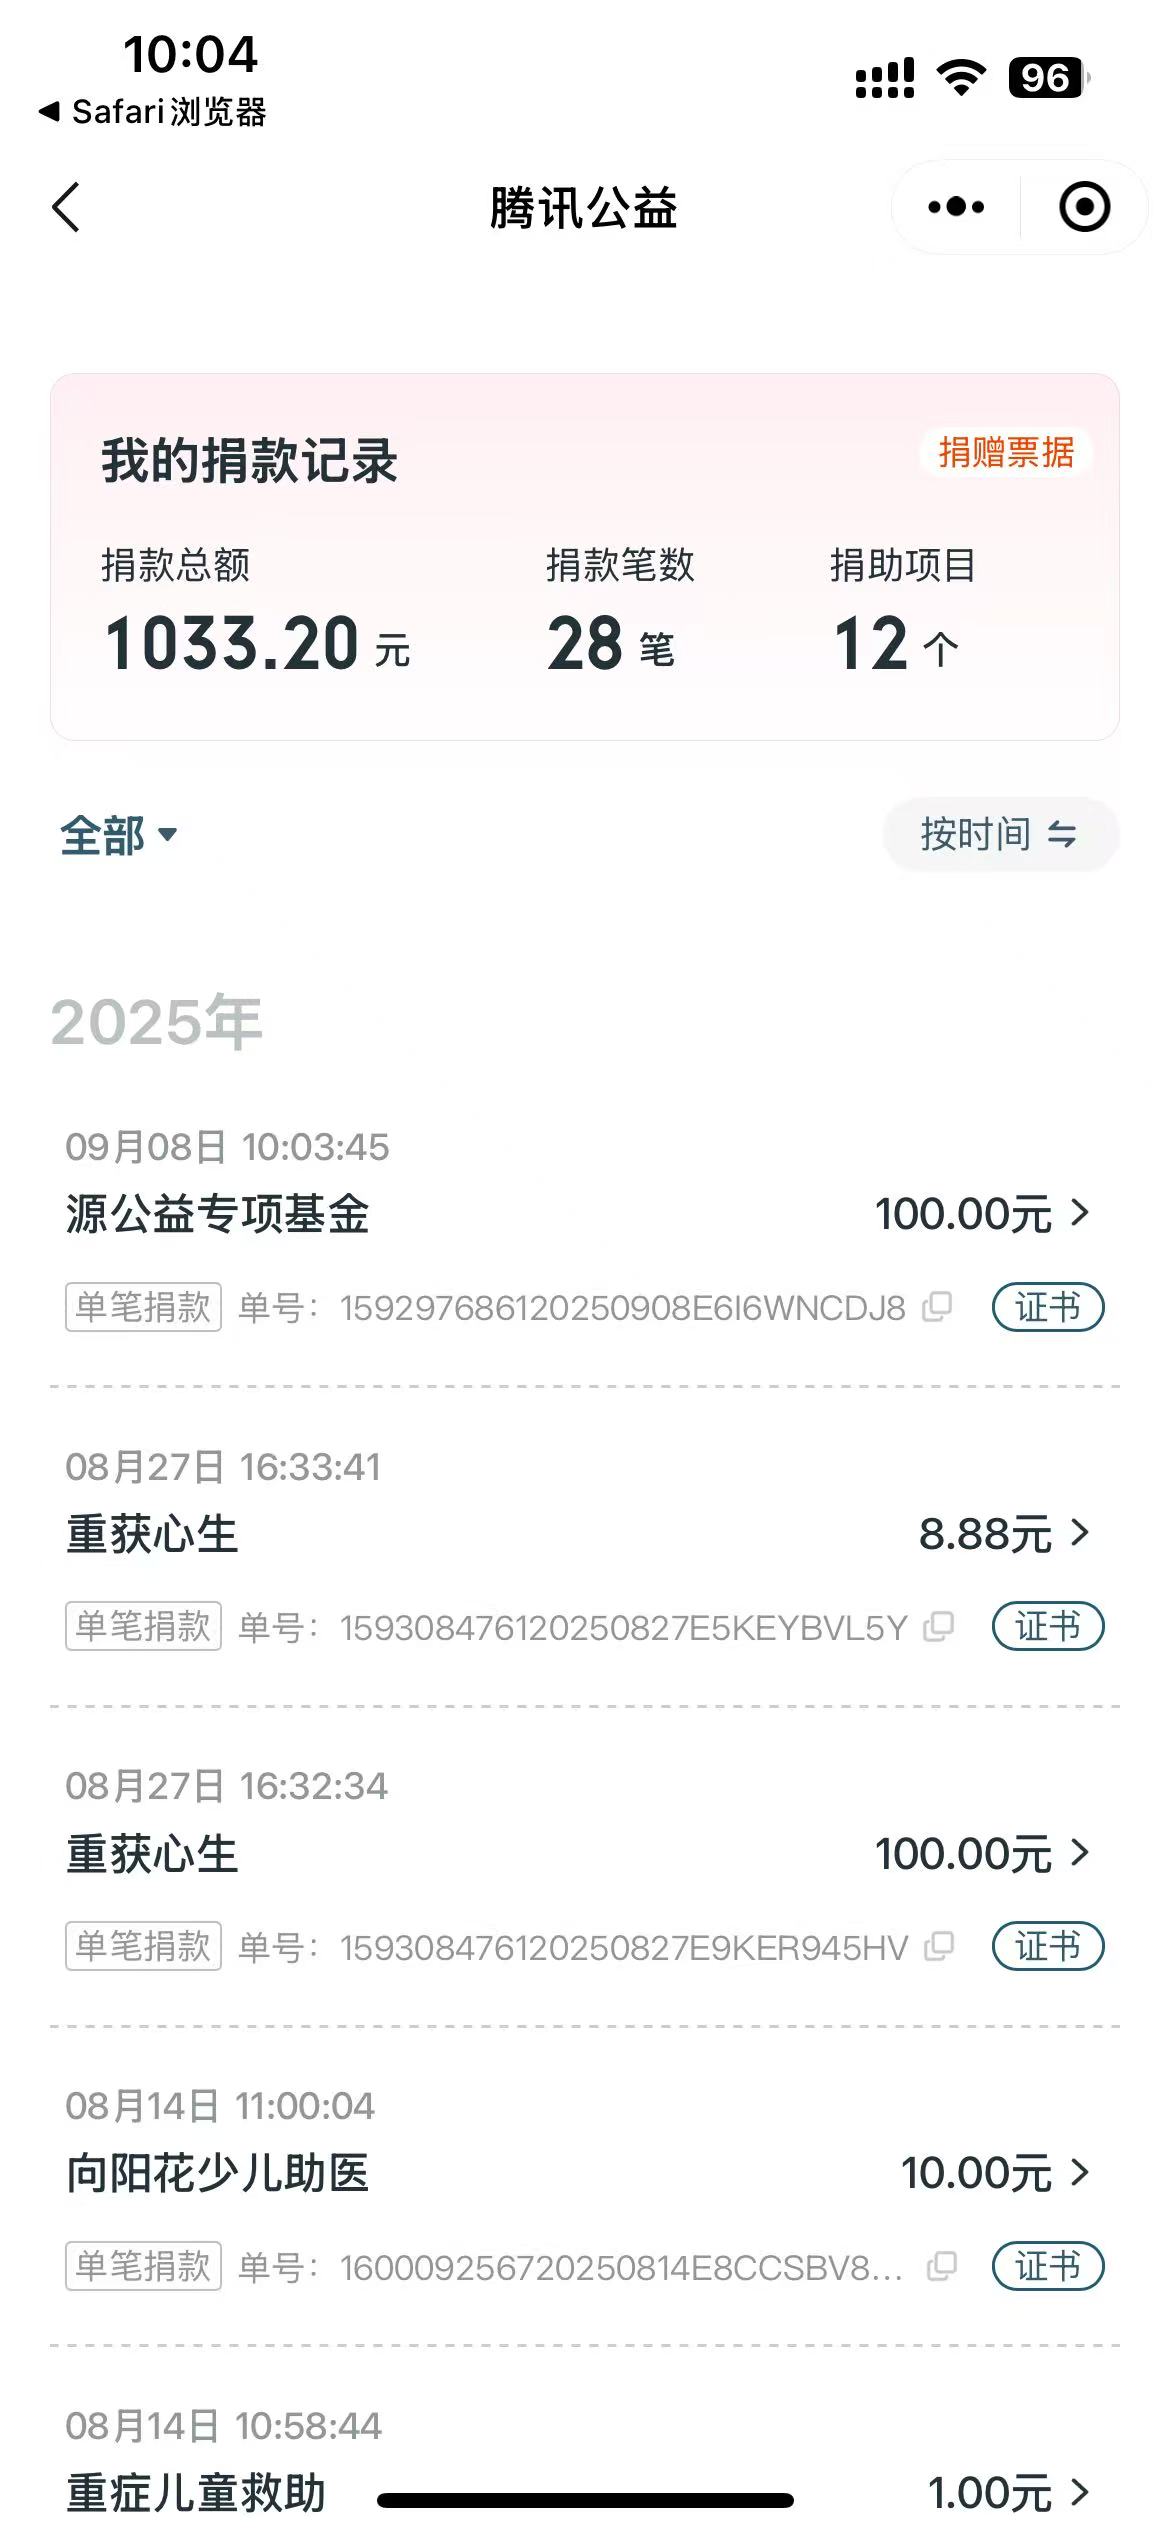 10:04
96
◀ Safari浏览器
腾讯公益
我的捐款记录
捐赠票据
捐款总额 捐款笔数 捐助项目
1033.20 元 28 笔 12 个
全部
按时间
2025年
09月08日 10:03:45
源公益专项基金 100.00元
单笔捐款 单号：159297686120250908E6I6WNCDJ8 证书
08月27日 16:33:41
重获心生 8.88元
单笔捐款 单号：159308476120250827E5KEYBVL5Y 证书
08月27日 16:32:34
重获心生 100.00元
单笔捐款 单号：159308476120250827E9KER945HV 证书
08月14日 11:00:04
向阳花少儿助医 10.00元
单笔捐款 单号：160009256720250814E8CCSBV8... 证书
08月14日 10:58:44
重症儿童救助 1.00元